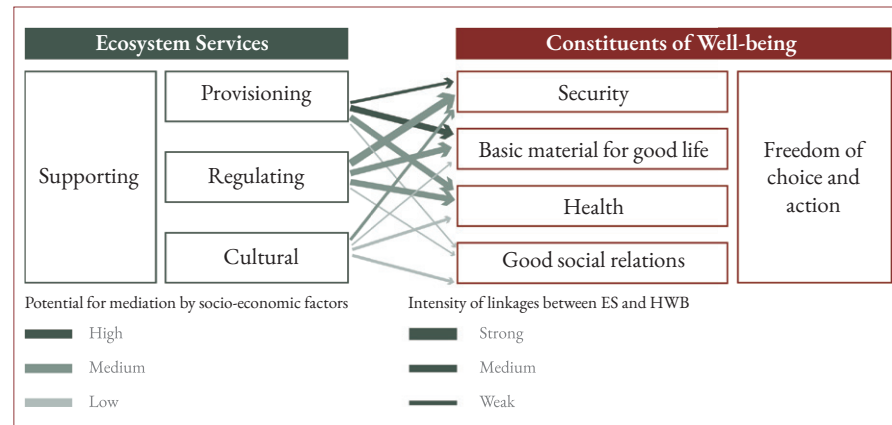 Ecosystem Services
Constituents of Well-being
Supporting
Provisioning
Regulating
Cultural
Security
Basic material for good life
Health
Good social relations
Freedom of
choice and
action
Potential for mediation by socio-economic factors
High
Medium
Low
Intensity of linkages between ES and HWB
Strong
Medium
Weak